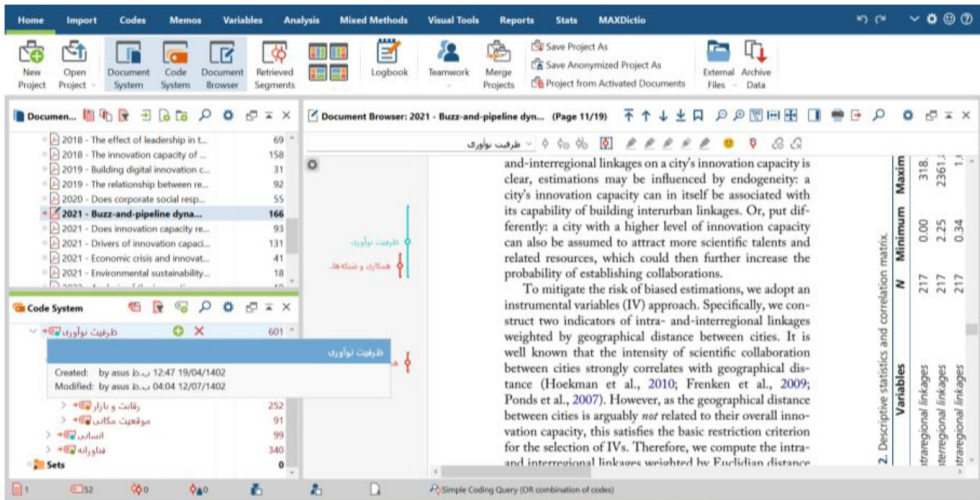 Home Import Codes Memos Variables Analysis Mixed Methods Visual Tools Reports Stats MAXDictio
New Project
Open Project
Document System
Code System
Document Browser
Retrieved Segments
Logbook
Teamwork
Merge Projects
Save Project As
Save Anonymized Project As
Project from Activated Documents
External Files
Archive Data
Documen...
2018 - The effect of leadership in t... 69
2018 - The innovation capacity of ... 158
2019 - Building digital innovation c... 31
2019 - The relationship between re... 92
2020 - Does corporate social resp... 55
2021 - Buzz-and-pipeline dyna... 166
2021 - Does innovation capacity re... 93
2021 - Drivers of innovation capaci... 131
2021 - Economic crisis and innovat... 41
2021 - Environmental sustainability... 18
Code System
ظرفیت نوآوری 601
ظرفیت نوآوری
Created: by asus ب.ظ 12:47 19/04/1402
Modified: by asus ب.ظ 04:04 12/07/1402
رقابت و بازار 252
موقعیت مکانی 91
انسانی 99
فناورانه 340
Sets 0
Document Browser: 2021 - Buzz-and-pipeline dyn... (Page 11/19)
ظرفیت نوآوری
ظرفیت نوآوری
همکاری و شبکه‌ها
and-interregional linkages on a city's innovation capacity is
clear, estimations may be influenced by endogeneity: a
city's innovation capacity can in itself be associated with
its capability of building interurban linkages. Or, put dif-
ferently: a city with a higher level of innovation capacity
can also be assumed to attract more scientific talents and
related resources, which could then further increase the
probability of establishing collaborations.
To mitigate the risk of biased estimations, we adopt an
instrumental variables (IV) approach. Specifically, we con-
struct two indicators of intra- and-interregional linkages
weighted by geographical distance between cities. It is
well known that the intensity of scientific collaboration
between cities strongly correlates with geographical dis-
tance (Hoekman et al., 2010; Frenken et al., 2009;
Ponds et al., 2007). However, as the geographical distance
between cities is arguably not related to their overall inno-
vation capacity, this satisfies the basic restriction criterion
for the selection of IVs. Therefore, we compute the intra-
and interregional linkages weighted by Euclidian distance
2. Descriptive statistics and correlation matrix.
Variables N Minimum Maxim
ntraregional linkages 217 0.00 318.
nterregional linkages 217 2.25 2361.
ntraregional linkages 217 0.34
1
52
0
0
Simple Coding Query (OR combination of codes)